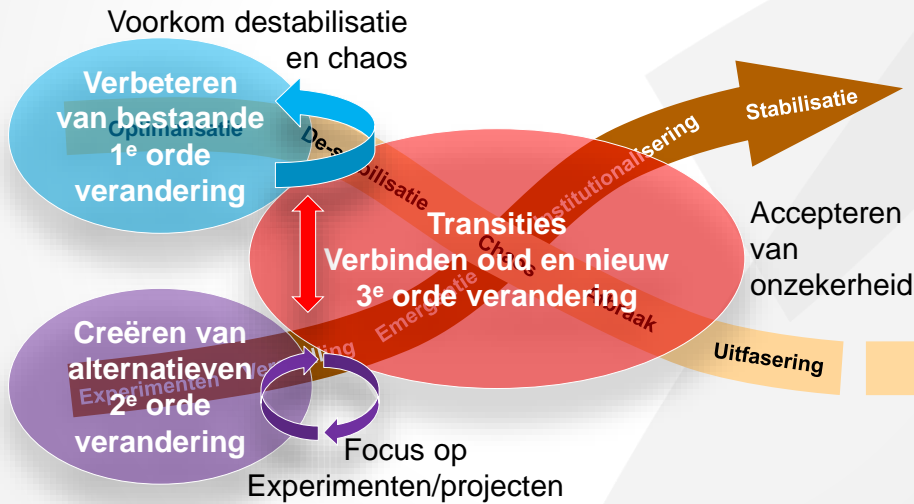 Voorkom destabilisatie
en chaos
Verbeteren
van bestaande
1e orde
verandering
Optimalisatie
Institutionalisering
Stabilisatie
Transities
Verbinden oud en nieuw
3e orde verandering
Chaos
Emergentie
Uitfasering
Accepteren
van
onzekerheid
Creëren van
alternatieven
2e orde
verandering
Experimenten
Focus op
Experimenten/projecten